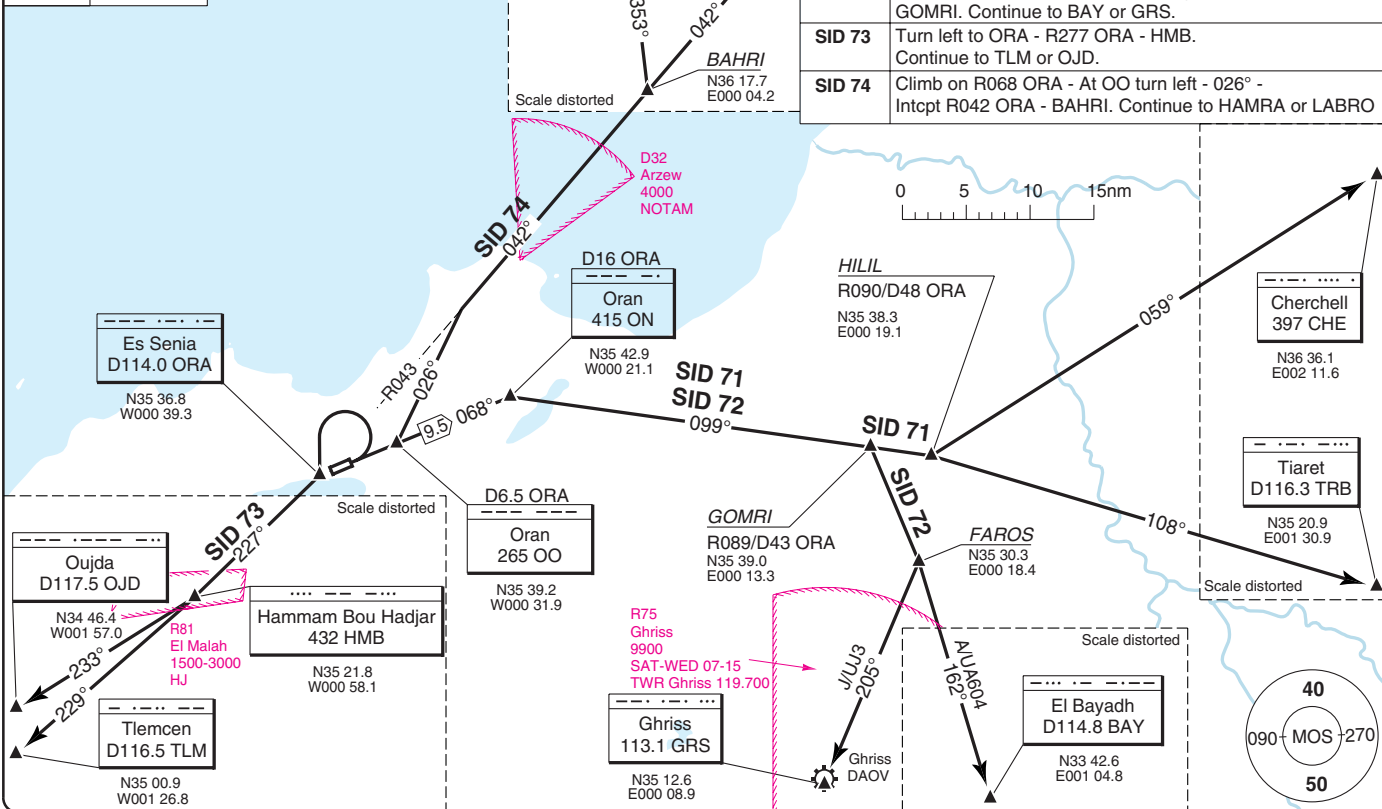 GOMRI. Continue to BAY or GRS.
SID 73 Turn left to ORA - R277 ORA - HMB.
Continue to TLM or OJD.
SID 74 Climb on R068 ORA - At OO turn left - 026° -
Intcpt R042 ORA - BAHRI. Continue to HAMRA or LABRO
353°
042°
BAHRI
N36 17.7
E000 04.2
Scale distorted
D32
Arzew
4000
NOTAM
SID 74
042°
0 5 10 15nm
D16 ORA
Oran
415 ON
N35 42.9
W000 21.1
HILIL
R090/D48 ORA
N35 38.3
E000 19.1
059°
Cherchell
397 CHE
N36 36.1
E002 11.6
Es Senia
D114.0 ORA
N35 36.8
W000 39.3
R043
026°
9.5 068°
SID 71
SID 72
099°
SID 71
SID 72
Tiaret
D116.3 TRB
N35 20.9
E001 30.9
108°
Scale distorted
D6.5 ORA
Oran
265 OO
N35 39.2
W000 31.9
GOMRI
R089/D43 ORA
N35 39.0
E000 13.3
FAROS
N35 30.3
E000 18.4
Scale distorted
SID 73
227°
Oujda
D117.5 OJD
N34 46.4
W001 57.0
R81
El Malah
1500-3000
HJ
Hammam Bou Hadjar
432 HMB
N35 21.8
W000 58.1
233°
229°
Tlemcen
D116.5 TLM
N35 00.9
W001 26.8
R75
Ghriss
9900
SAT-WED 07-15
TWR Ghriss 119.700
Ghriss
113.1 GRS
N35 12.6
E000 08.9
J/UJ3
205°
Ghriss
DAOV
A/UA604
162°
Scale distorted
El Bayadh
D114.8 BAY
N33 42.6
E001 04.8
40
090 MOS 270
50